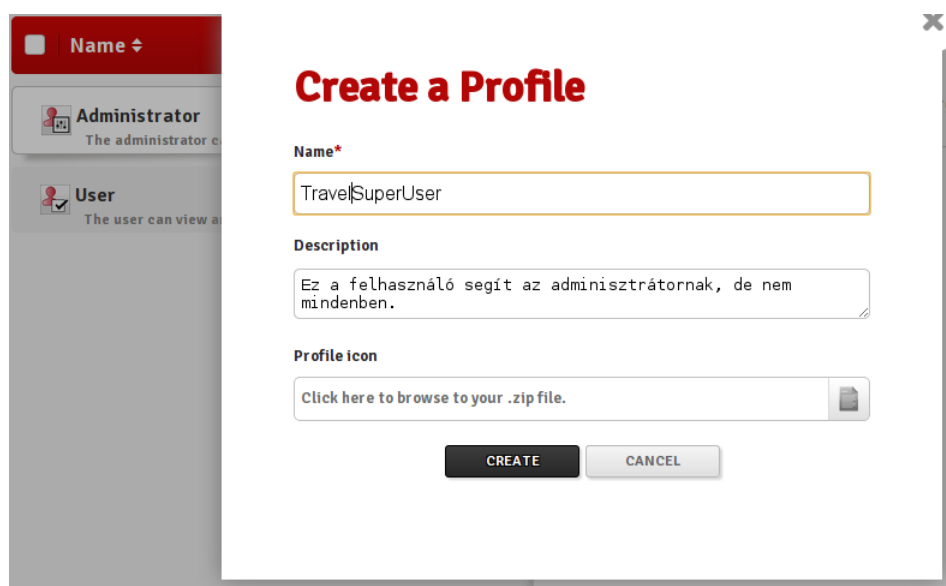 Name
Administrator
The administrator
User
The user can view
Create a Profile
Name*
TravelSuperUser
Description
Ez a felhasználó segít az adminisztrátornak, de nem
mindenben.
Profile icon
Click here to browse to your .zip file.
CREATE
CANCEL